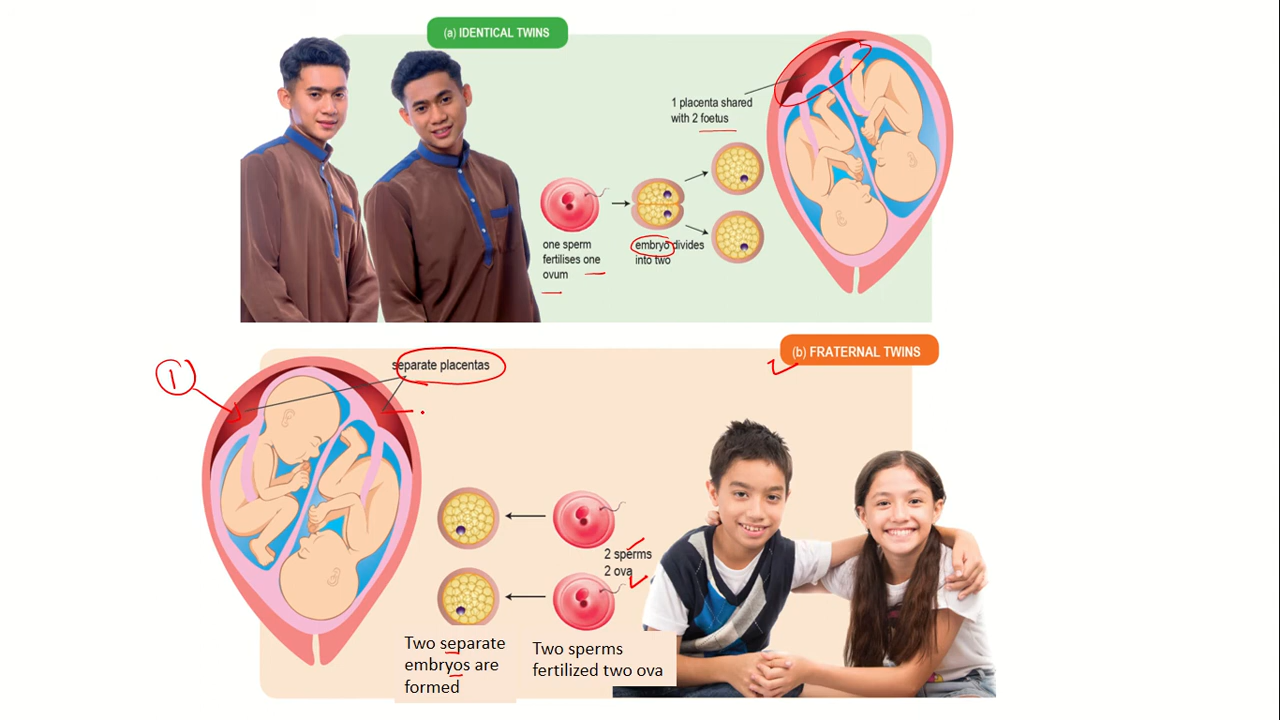 (a) IDENTICAL TWINS
1 placenta shared
with 2 foetus
one sperm
fertilises one
ovum
embryo divides
into two
(b) FRATERNAL TWINS
1
separate placentas
2 sperms
2 ova
Two separate
embryos are
formed
Two sperms
fertilized two ova